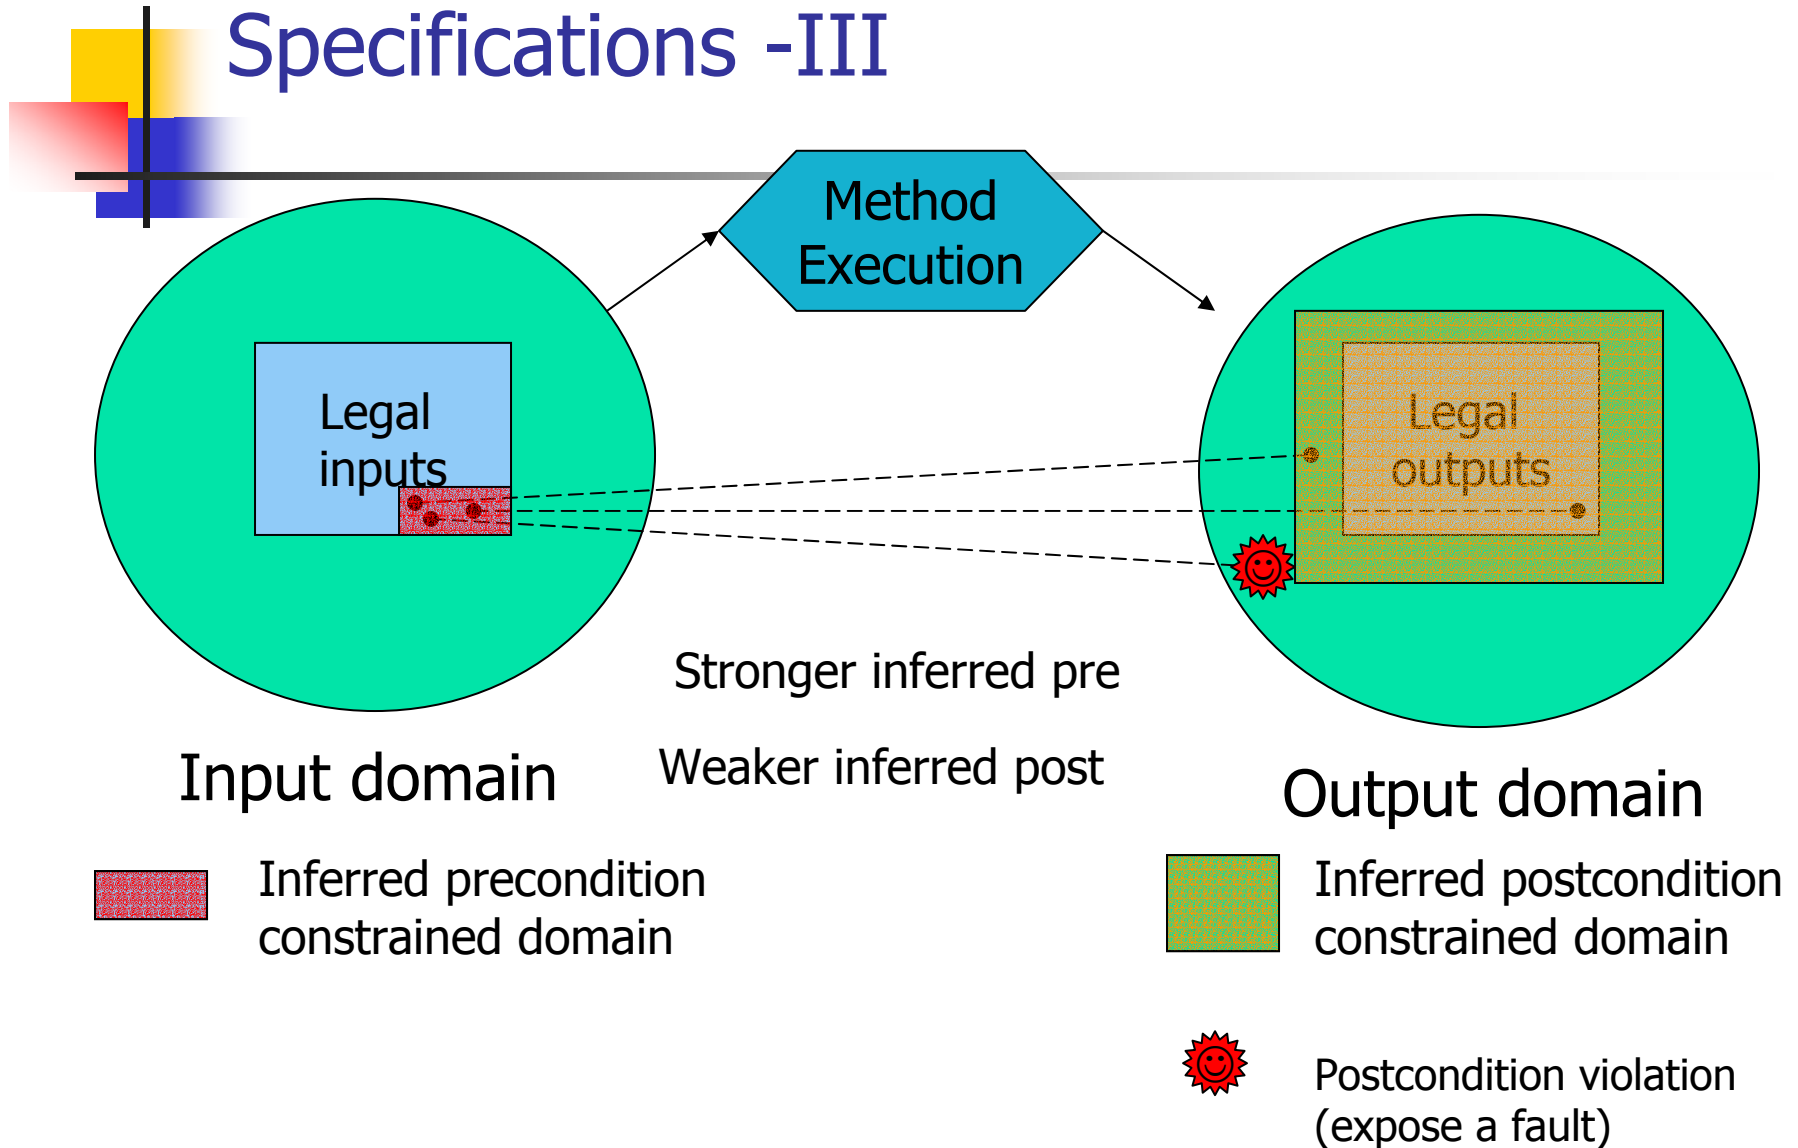 Specifications -III
Method
Execution
Legal
inputs
Legal
outputs
Stronger inferred pre
Weaker inferred post
Input domain
Output domain
Inferred precondition
constrained domain
Inferred postcondition
constrained domain
Postcondition violation
(expose a fault)